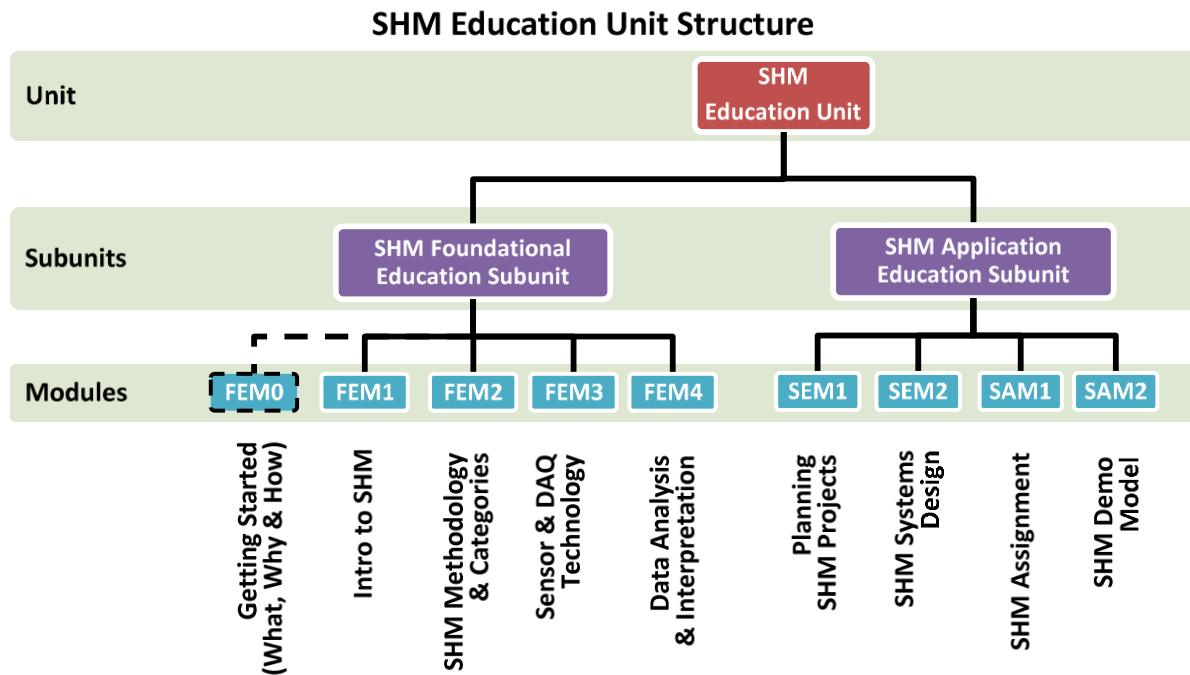 SHM Education Unit Structure
Unit
SHM
Education Unit
Subunits
SHM Foundational
Education Subunit
SHM Application
Education Subunit
Modules
FEM0
FEM1
FEM2
FEM3
FEM4
SEM1
SEM2
SAM1
SAM2
Getting Started
(What, Why & How)
Intro to SHM
SHM Methodology
& Categories
Sensor & DAQ
Technology
Data Analysis
& Interpretation
Planning
SHM Projects
SHM Systems
Design
SHM Assignment
SHM Demo
Model